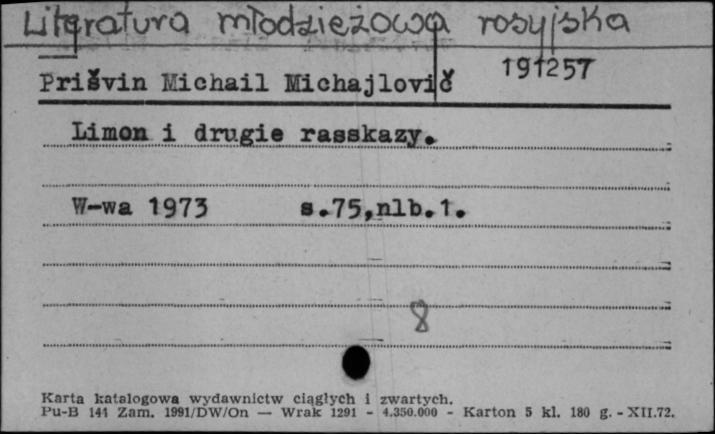 Literatura młodzieżowa rosyjska
191257
Prišvin Michail Michajlovič
Limon i drugie rasskazy.
W-wa 1973 s.75,nlb.1.
8
Karta katalogowa wydawnictw ciągłych i zwartych.
Pu-B 141 Zam. 1991/DW/On — Wrak 1291 - 4.350.000 - Karton 5 kl. 180 g. - XII.72.